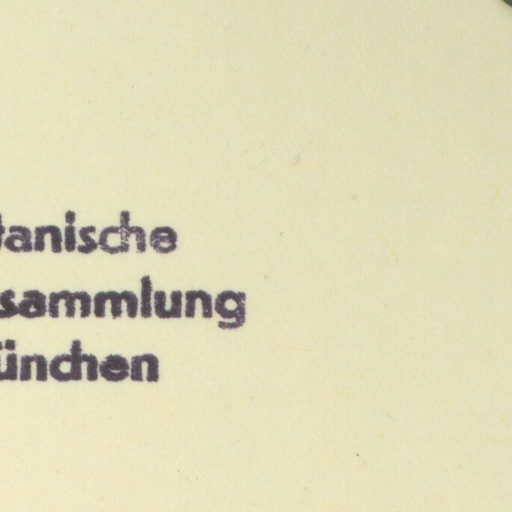 tanische
sammlung
ünchen